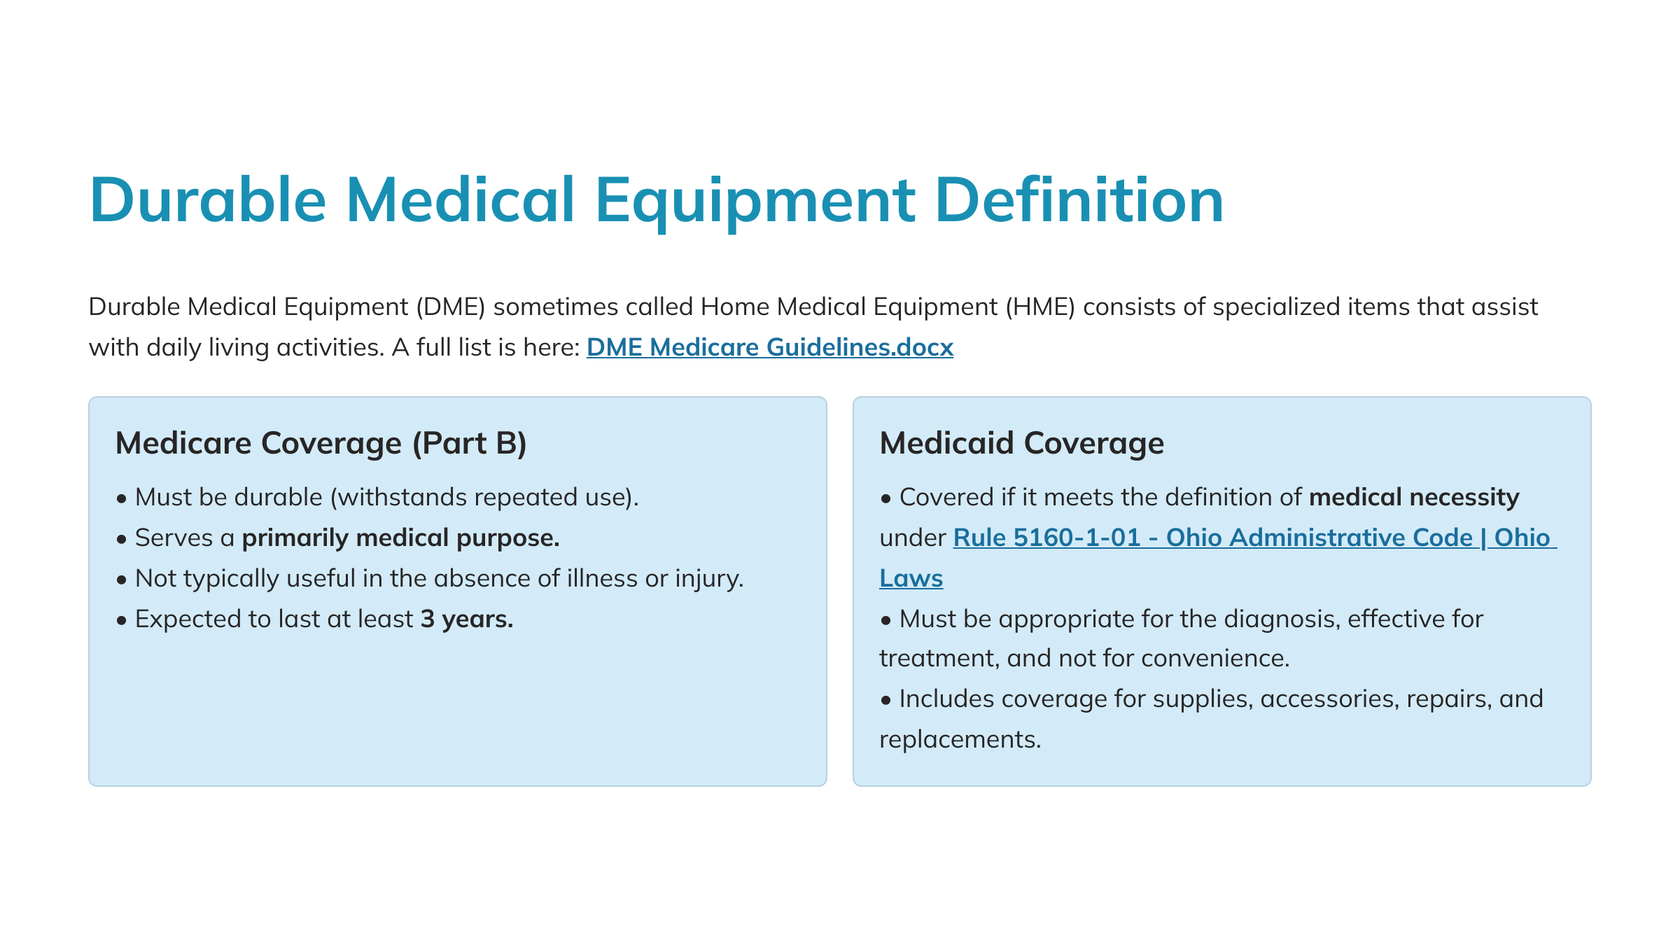 Durable Medical Equipment Definition
Durable Medical Equipment (DME) sometimes called Home Medical Equipment (HME) consists of specialized items that assist
with daily living activities. A full list is here: DME Medicare Guidelines.docx
Medicare Coverage (Part B)
• Must be durable (withstands repeated use).
• Serves a primarily medical purpose.
• Not typically useful in the absence of illness or injury.
• Expected to last at least 3 years.
Medicaid Coverage
• Covered if it meets the definition of medical necessity
under Rule 5160-1-01 - Ohio Administrative Code | Ohio
Laws
• Must be appropriate for the diagnosis, effective for
treatment, and not for convenience.
• Includes coverage for supplies, accessories, repairs, and
replacements.